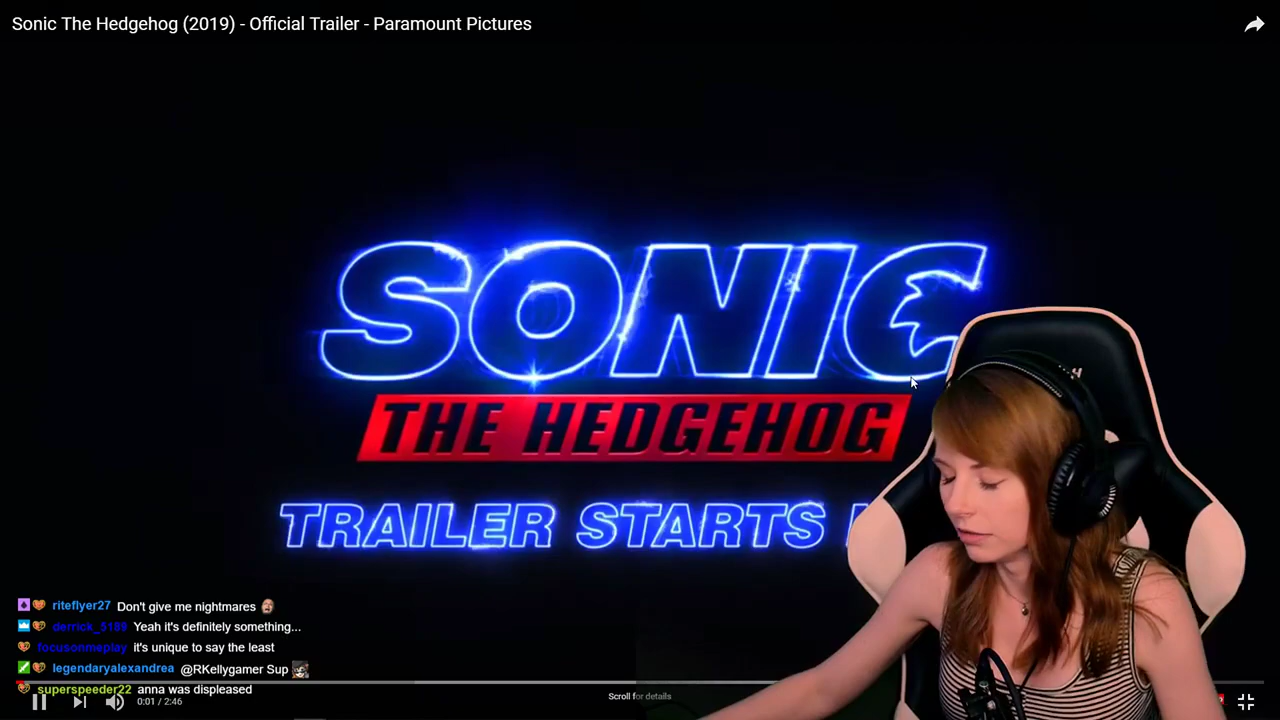 Sonic The Hedgehog (2019) - Official Trailer - Paramount Pictures
SONIC
THE HEDGEHOG
TRAILER STARTS
riteflyer27 Don't give me nightmares
derrick_5189 Yeah it's definitely something...
focusonmeplay it's unique to say the least
legendaryalexandrea @RKellygamer Sup
superspeeder22 anna was displeased
Scroll for details
0:01 / 2:46